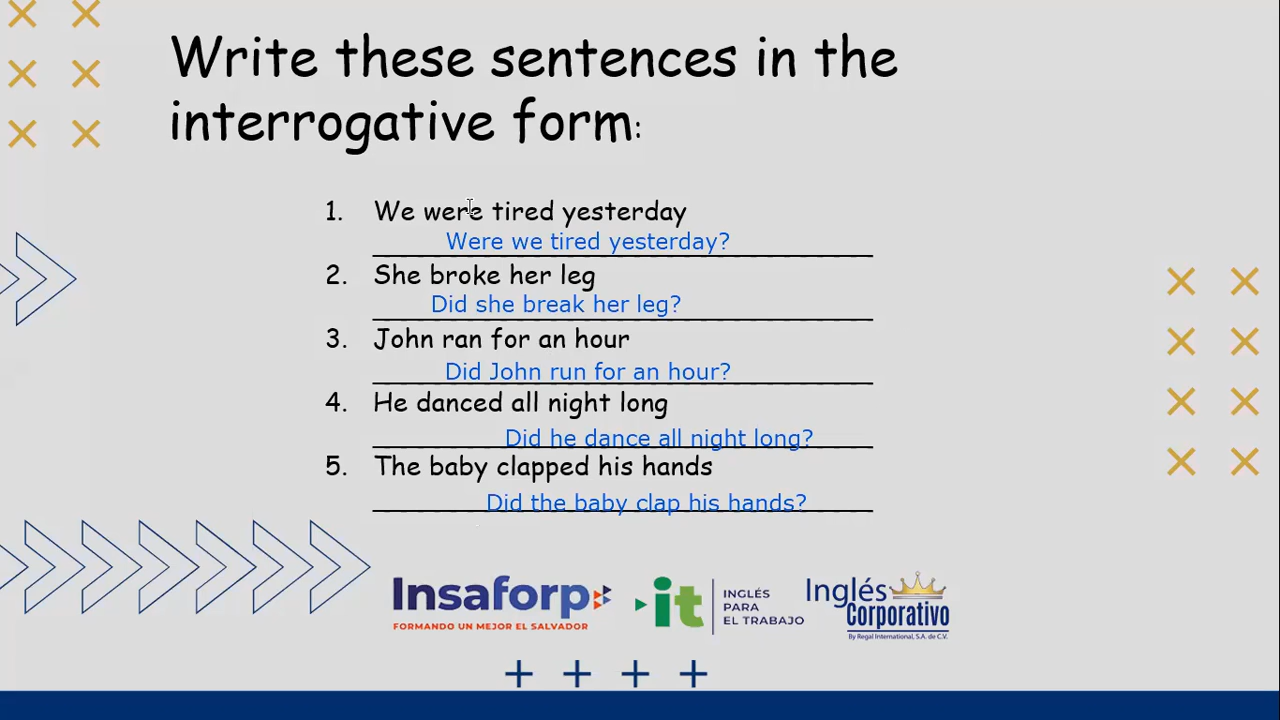 Write these sentences in the
interrogative form:
1. We were tired yesterday
Were we tired yesterday?
2. She broke her leg
Did she break her leg?
3. John ran for an hour
Did John run for an hour?
4. He danced all night long
Did he dance all night long?
5. The baby clapped his hands
Did the baby clap his hands?
Insaforp
FORMANDO UN MEJOR EL SALVADOR
it
INGLÉS
PARA
EL TRABAJO
Inglés
Corporativo
By Regal International, S.A. de C.V.